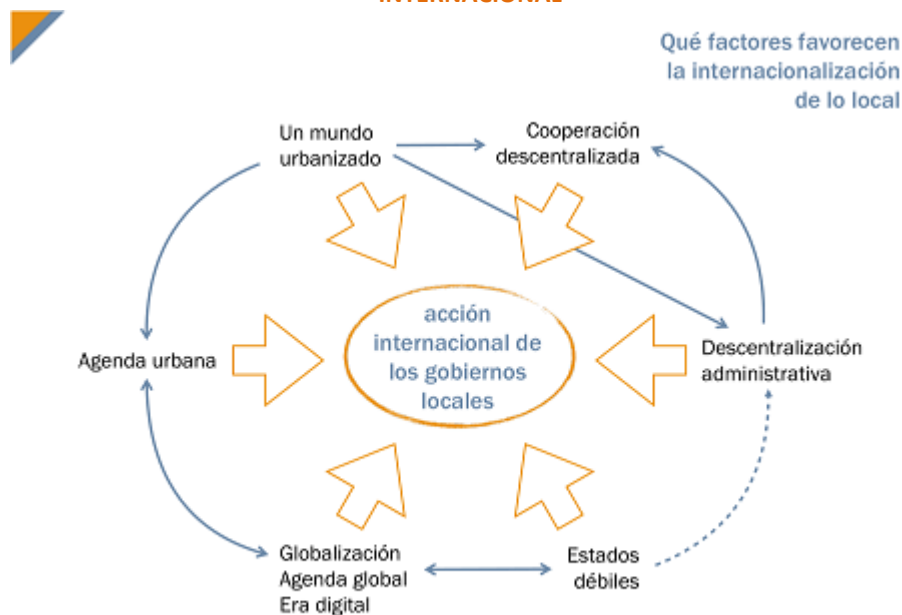 INTERNACIONAL
Qué factores favorecen
la internacionalización
de lo local
Un mundo
urbanizado
Cooperación
descentralizada
acción
internacional de
los gobiernos
locales
Agenda urbana
Descentralización
administrativa
Globalización
Agenda global
Era digital
Estados
débiles